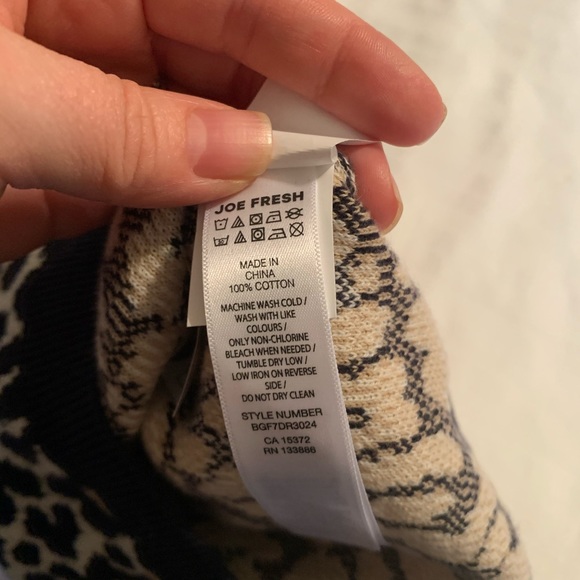 JOE FRESH
MADE IN
CHINA
100% COTTON
MACHINE WASH COLD /
WASH WITH LIKE
COLOURS /
ONLY NON-CHLORINE
BLEACH WHEN NEEDED /
TUMBLE DRY LOW /
LOW IRON ON REVERSE
SIDE /
DO NOT DRY CLEAN
STYLE NUMBER
BGF7DR3024
CA 15372
RN 133886